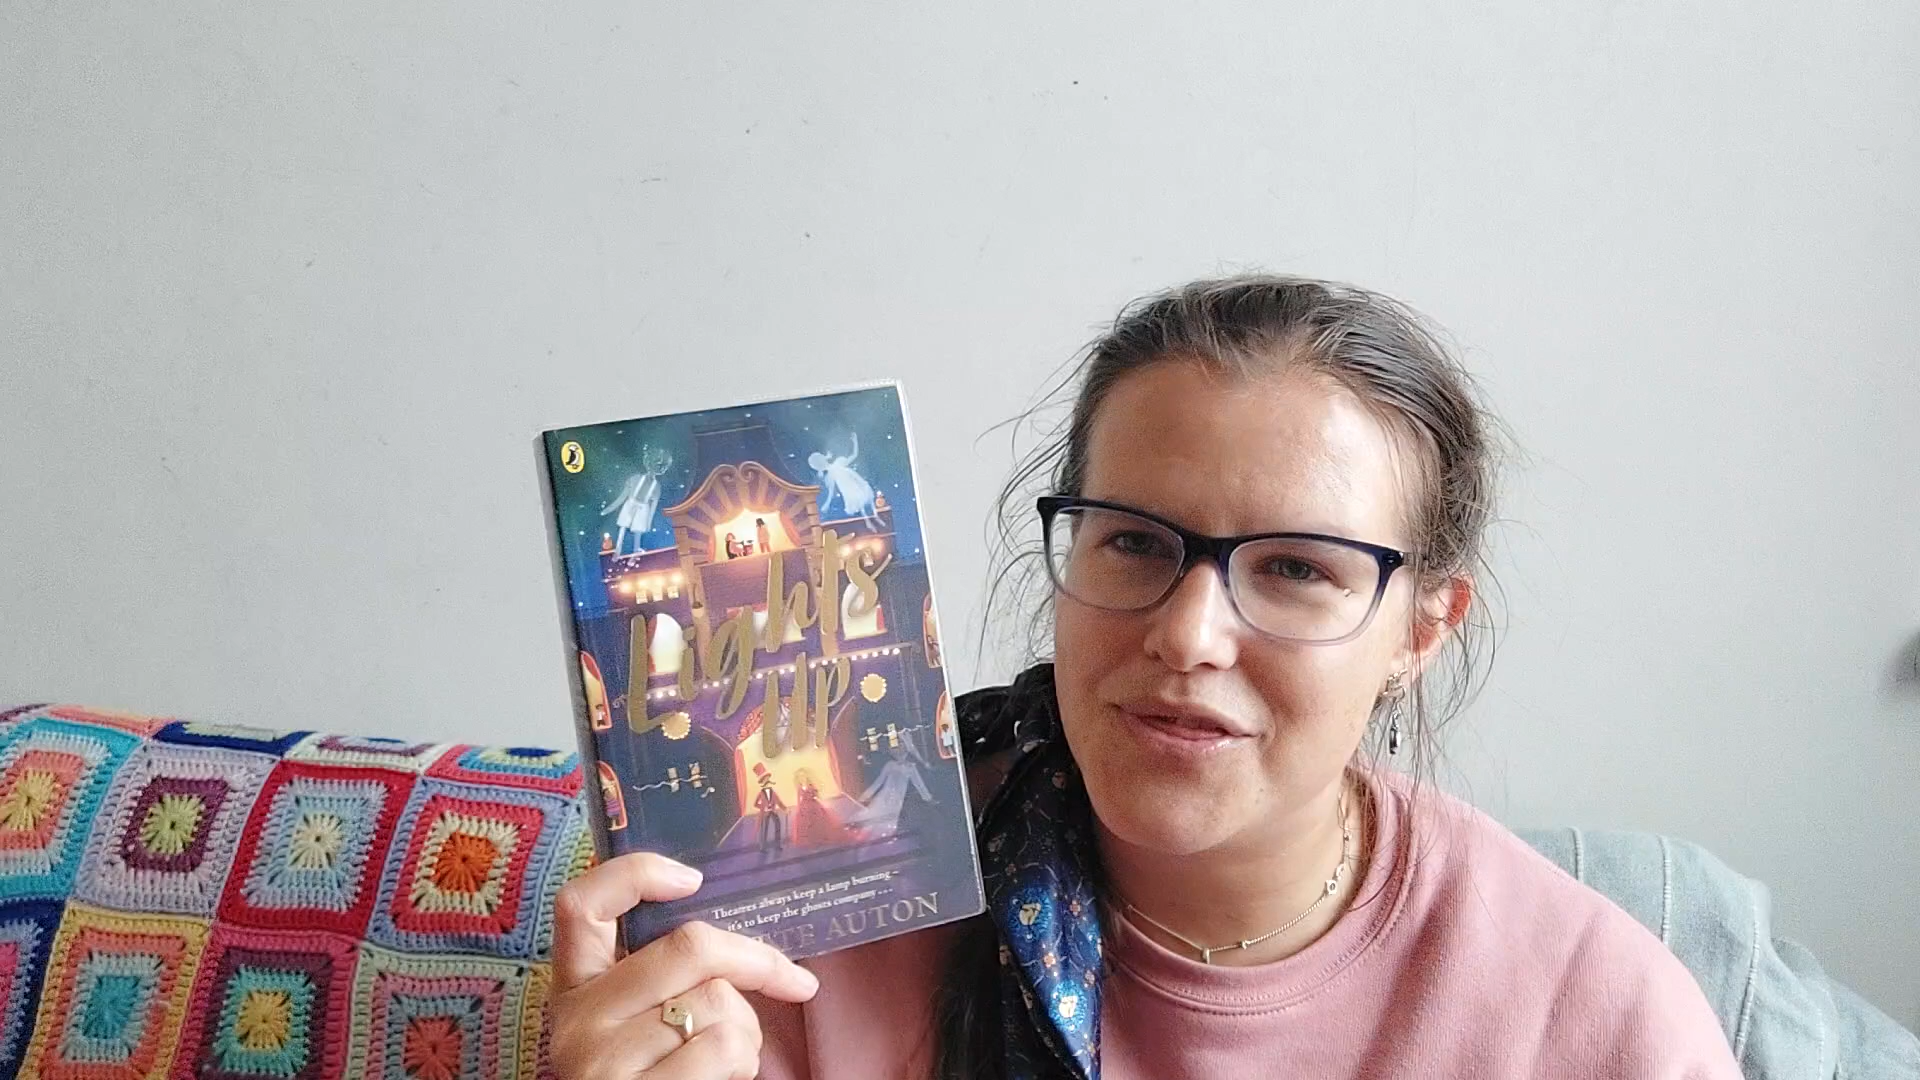 Lights
Up
Theatres always keep a lamp burning –
it's to keep the ghosts company ...
AUTON